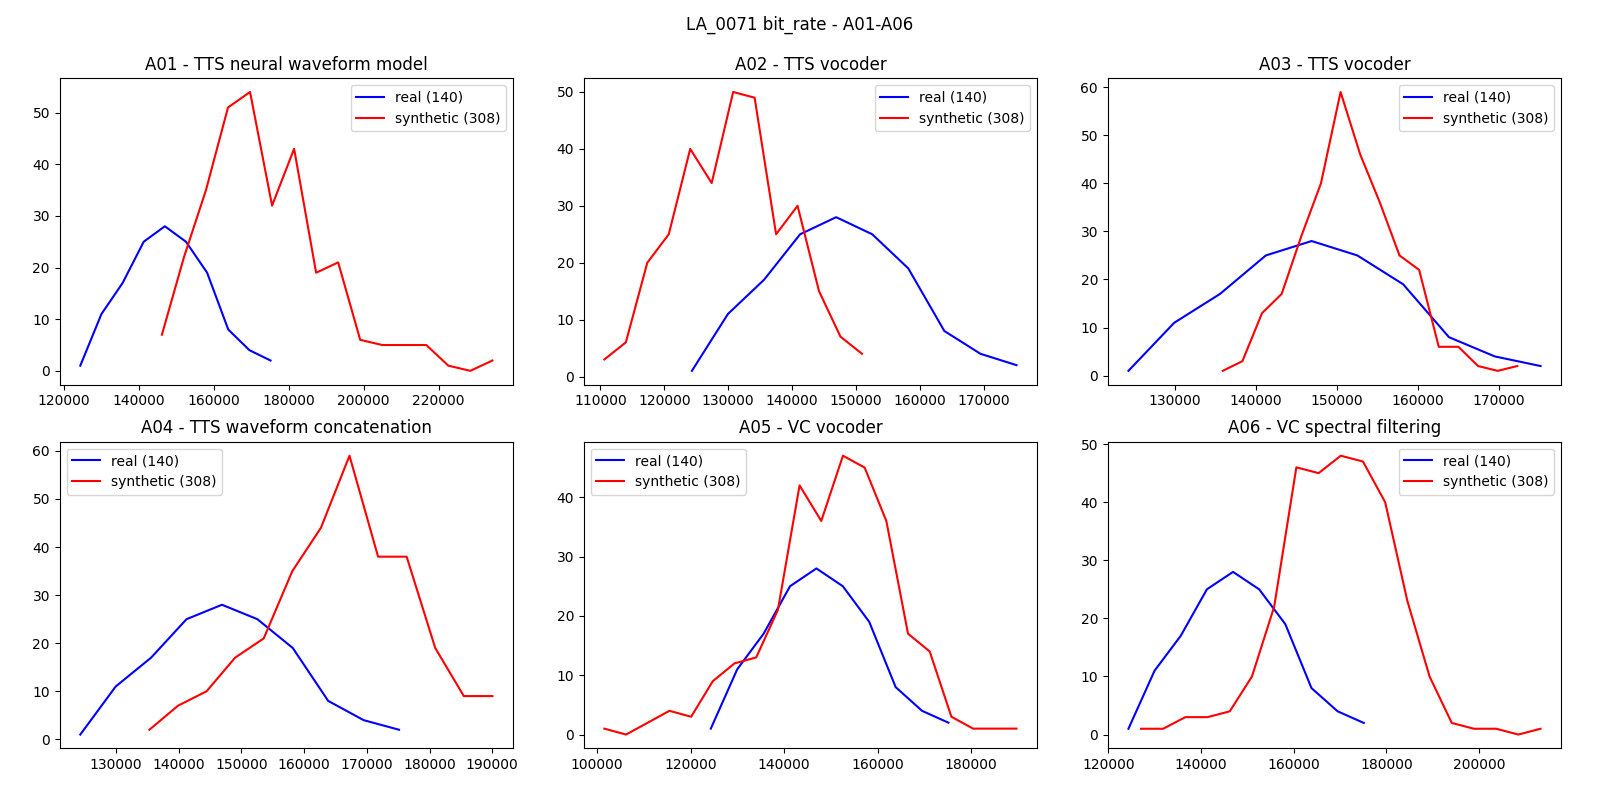 LA_0071 bit_rate - A01-A06
A01 - TTS neural waveform model
real (140)
synthetic (308)
50
40
30
20
10
0
120000 140000 160000 180000 200000 220000
A02 - TTS vocoder
real (140)
synthetic (308)
50
40
30
20
10
0
110000 120000 130000 140000 150000 160000 170000
A03 - TTS vocoder
real (140)
synthetic (308)
60
50
40
30
20
10
0
130000 140000 150000 160000 170000
A04 - TTS waveform concatenation
real (140)
synthetic (308)
60
50
40
30
20
10
0
130000 140000 150000 160000 170000 180000 190000
A05 - VC vocoder
real (140)
synthetic (308)
40
30
20
10
0
100000 120000 140000 160000 180000
A06 - VC spectral filtering
real (140)
synthetic (308)
50
40
30
20
10
0
120000 140000 160000 180000 200000